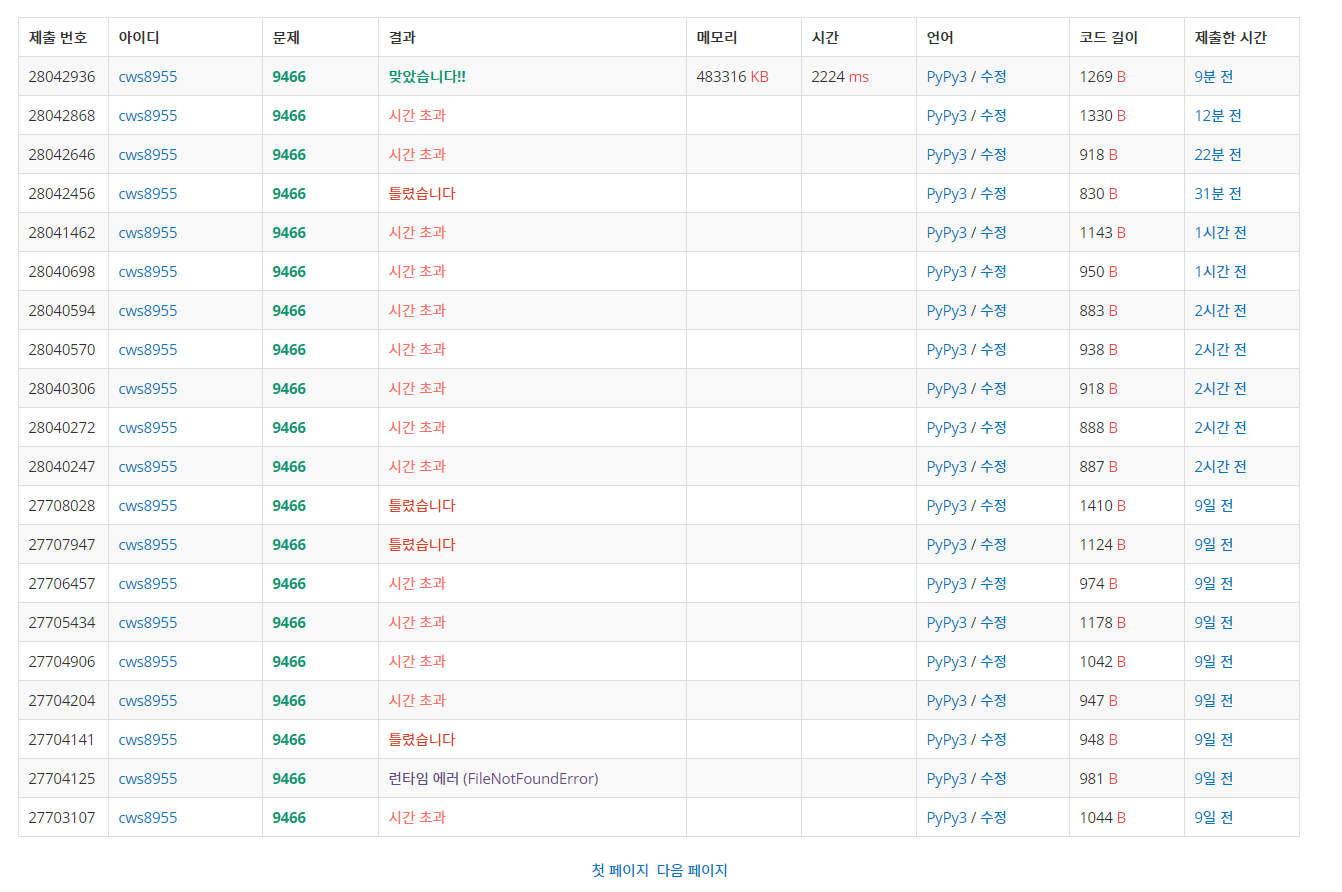 제출 번호 아이디 문제 결과 메모리 시간 언어 코드 길이 제출한 시간
28042936 cws8955 9466 맞았습니다!! 483316 KB 2224 ms PyPy3 / 수정 1269 B 9분 전
28042868 cws8955 9466 시간 초과 PyPy3 / 수정 1330 B 12분 전
28042646 cws8955 9466 시간 초과 PyPy3 / 수정 918 B 22분 전
28042456 cws8955 9466 틀렸습니다 PyPy3 / 수정 830 B 31분 전
28041462 cws8955 9466 시간 초과 PyPy3 / 수정 1143 B 1시간 전
28040698 cws8955 9466 시간 초과 PyPy3 / 수정 950 B 1시간 전
28040594 cws8955 9466 시간 초과 PyPy3 / 수정 883 B 2시간 전
28040570 cws8955 9466 시간 초과 PyPy3 / 수정 938 B 2시간 전
28040306 cws8955 9466 시간 초과 PyPy3 / 수정 918 B 2시간 전
28040272 cws8955 9466 시간 초과 PyPy3 / 수정 888 B 2시간 전
28040247 cws8955 9466 시간 초과 PyPy3 / 수정 887 B 2시간 전
27708028 cws8955 9466 틀렸습니다 PyPy3 / 수정 1410 B 9일 전
27707947 cws8955 9466 틀렸습니다 PyPy3 / 수정 1124 B 9일 전
27706457 cws8955 9466 시간 초과 PyPy3 / 수정 974 B 9일 전
27705434 cws8955 9466 시간 초과 PyPy3 / 수정 1178 B 9일 전
27704906 cws8955 9466 시간 초과 PyPy3 / 수정 1042 B 9일 전
27704204 cws8955 9466 시간 초과 PyPy3 / 수정 947 B 9일 전
27704141 cws8955 9466 틀렸습니다 PyPy3 / 수정 948 B 9일 전
27704125 cws8955 9466 런타임 에러 (FileNotFoundError) PyPy3 / 수정 981 B 9일 전
27703107 cws8955 9466 시간 초과 PyPy3 / 수정 1044 B 9일 전
첫 페이지 다음 페이지